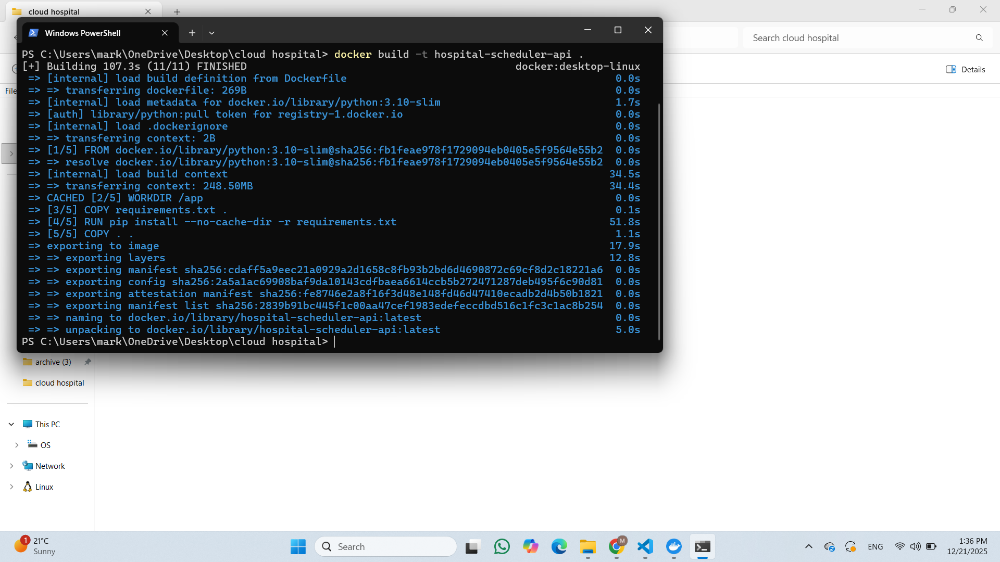 cloud hospital
Windows PowerShell
Search cloud hospital
Details
File
PS C:\Users\mark\OneDrive\Desktop\cloud hospital> docker build -t hospital-scheduler-api .
[+] Building 107.3s (11/11) FINISHED docker:desktop-linux
=> [internal] load build definition from Dockerfile 0.0s
=> => transferring dockerfile: 269B 0.0s
=> [internal] load metadata for docker.io/library/python:3.10-slim 1.7s
=> [auth] library/python:pull token for registry-1.docker.io 0.0s
=> [internal] load .dockerignore 0.0s
=> => transferring context: 2B 0.0s
=> [1/5] FROM docker.io/library/python:3.10-slim@sha256:fb1feae978f1729094eb0405e5f9564e55b2 0.0s
=> => resolve docker.io/library/python:3.10-slim@sha256:fb1feae978f1729094eb0405e5f9564e55b2 0.0s
=> [internal] load build context 34.5s
=> => transferring context: 248.50MB 34.4s
=> CACHED [2/5] WORKDIR /app 0.0s
=> [3/5] COPY requirements.txt . 0.1s
=> [4/5] RUN pip install --no-cache-dir -r requirements.txt 51.8s
=> [5/5] COPY . . 1.1s
=> exporting to image 17.9s
=> => exporting layers 12.8s
=> => exporting manifest sha256:cdaff5a9eec21a0929a2d1658c8fb93b2bd6d4690872c69cf8d2c18221a6 0.0s
=> => exporting config sha256:2a5a1ac69908baf9da10143cdfbaea6614ccb5b272471287deb495f6c90d81 0.0s
=> => exporting attestation manifest sha256:fe8746e2a8f16f3d48e148fd46d47410ecadb2d4b50b1821 0.0s
=> => exporting manifest list sha256:2839b91bc445f1c00aa47cef1983edefeccdbd516c1fc3c1ac8b254 0.0s
=> => naming to docker.io/library/hospital-scheduler-api:latest 0.0s
=> => unpacking to docker.io/library/hospital-scheduler-api:latest 5.0s
PS C:\Users\mark\OneDrive\Desktop\cloud hospital>
archive (3)
cloud hospital
This PC
OS
Network
Linux
1
21°C
Sunny
Search
M
ENG
1:36 PM
12/21/2025